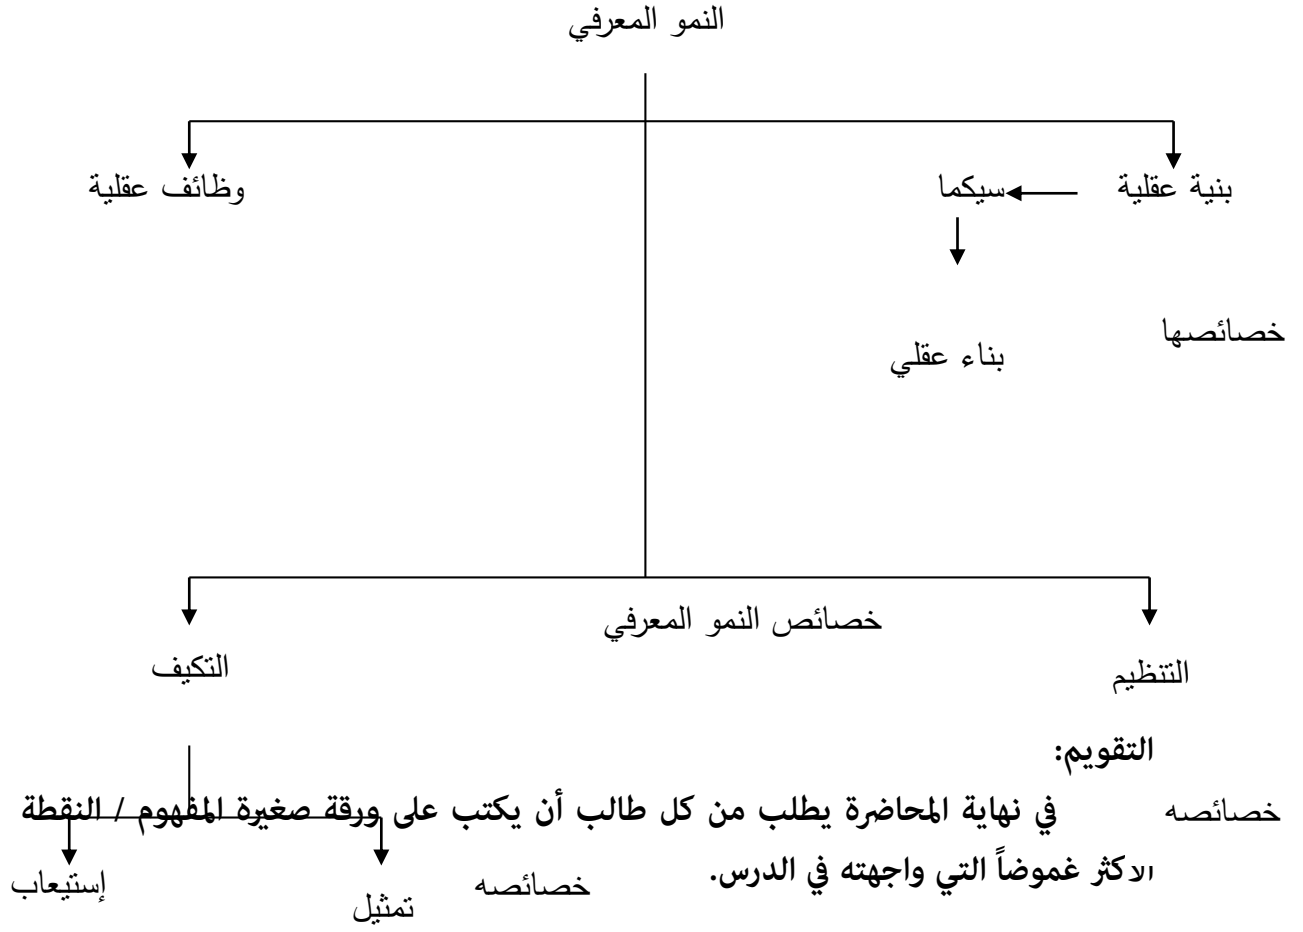 النمو المعرفي
بنية عقلية
سيكما
وظائف عقلية
خصائصها
بناء عقلي
خصائص النمو المعرفي
التنظيم
التكيف
التقويم:
خصائصه
في نهاية المحاضرة يطلب من كل طالب أن يكتب على ورقة صغيرة المفهوم / النقطة
الاكثر غموضاً التي واجهته في الدرس.
خصائصه
تمثيل
إستيعاب